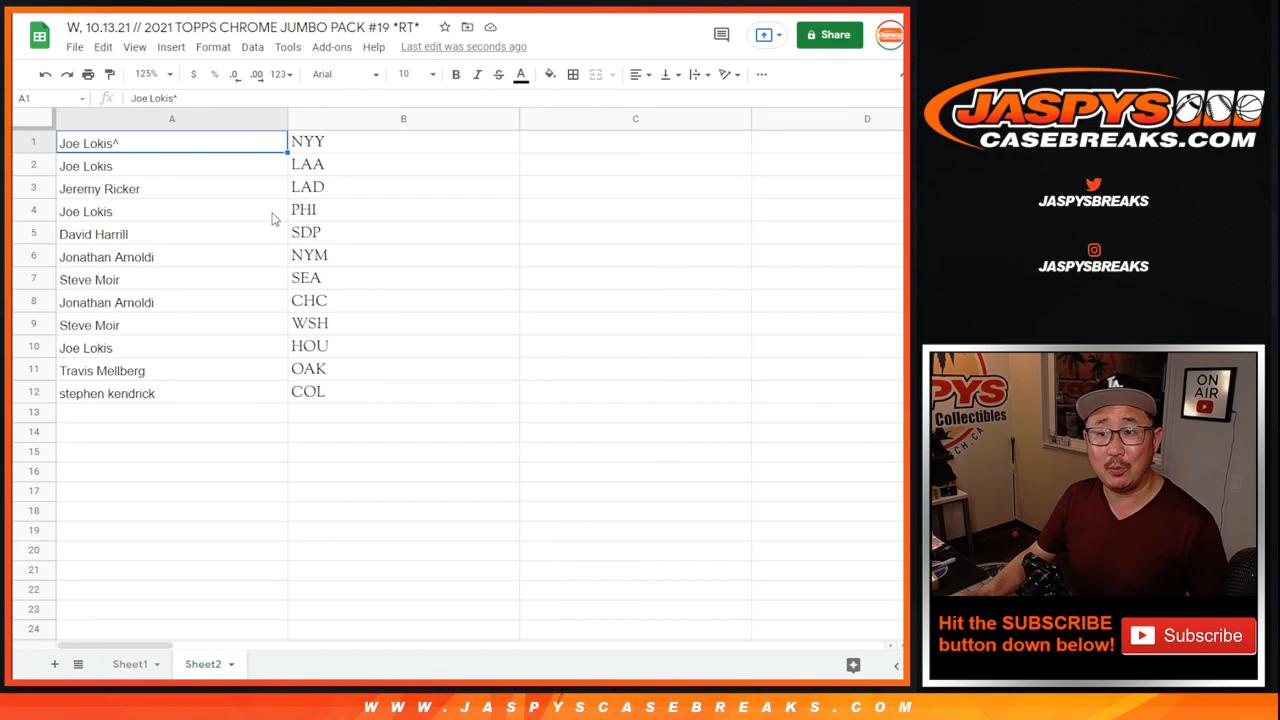 W, 10.13.21 // 2021 TOPPS CHROME JUMBO PACK #19 *RT*
File Edit View Insert Format Data Tools Add-ons Help Last edit was seconds ago
Share
125% $ % .0 .00 123 Arial 10 B I S A
A1 fx Joe Lokis^
A B C D
1 Joe Lokis^ NYY
2 Joe Lokis LAA
3 Jeremy Ricker LAD
4 Joe Lokis PHI
5 David Harrill SDP
6 Jonathan Arnoldi NYM
7 Steve Moir SEA
8 Jonathan Arnoldi CHC
9 Steve Moir WSH
10 Joe Lokis HOU
11 Travis Mellberg OAK
12 stephen kendrick COL
13
14
15
16
17
18
19
20
21
22
23
24
Sheet1 Sheet2
JASPYS
CASEBREAKS.COM
JASPYSBREAKS
JASPYSBREAKS
PYS
Collectibles
LA
ON
AIR
Hit the SUBSCRIBE
button down below!
Subscribe
WWW.JASPYSCASEBREAKS.COM